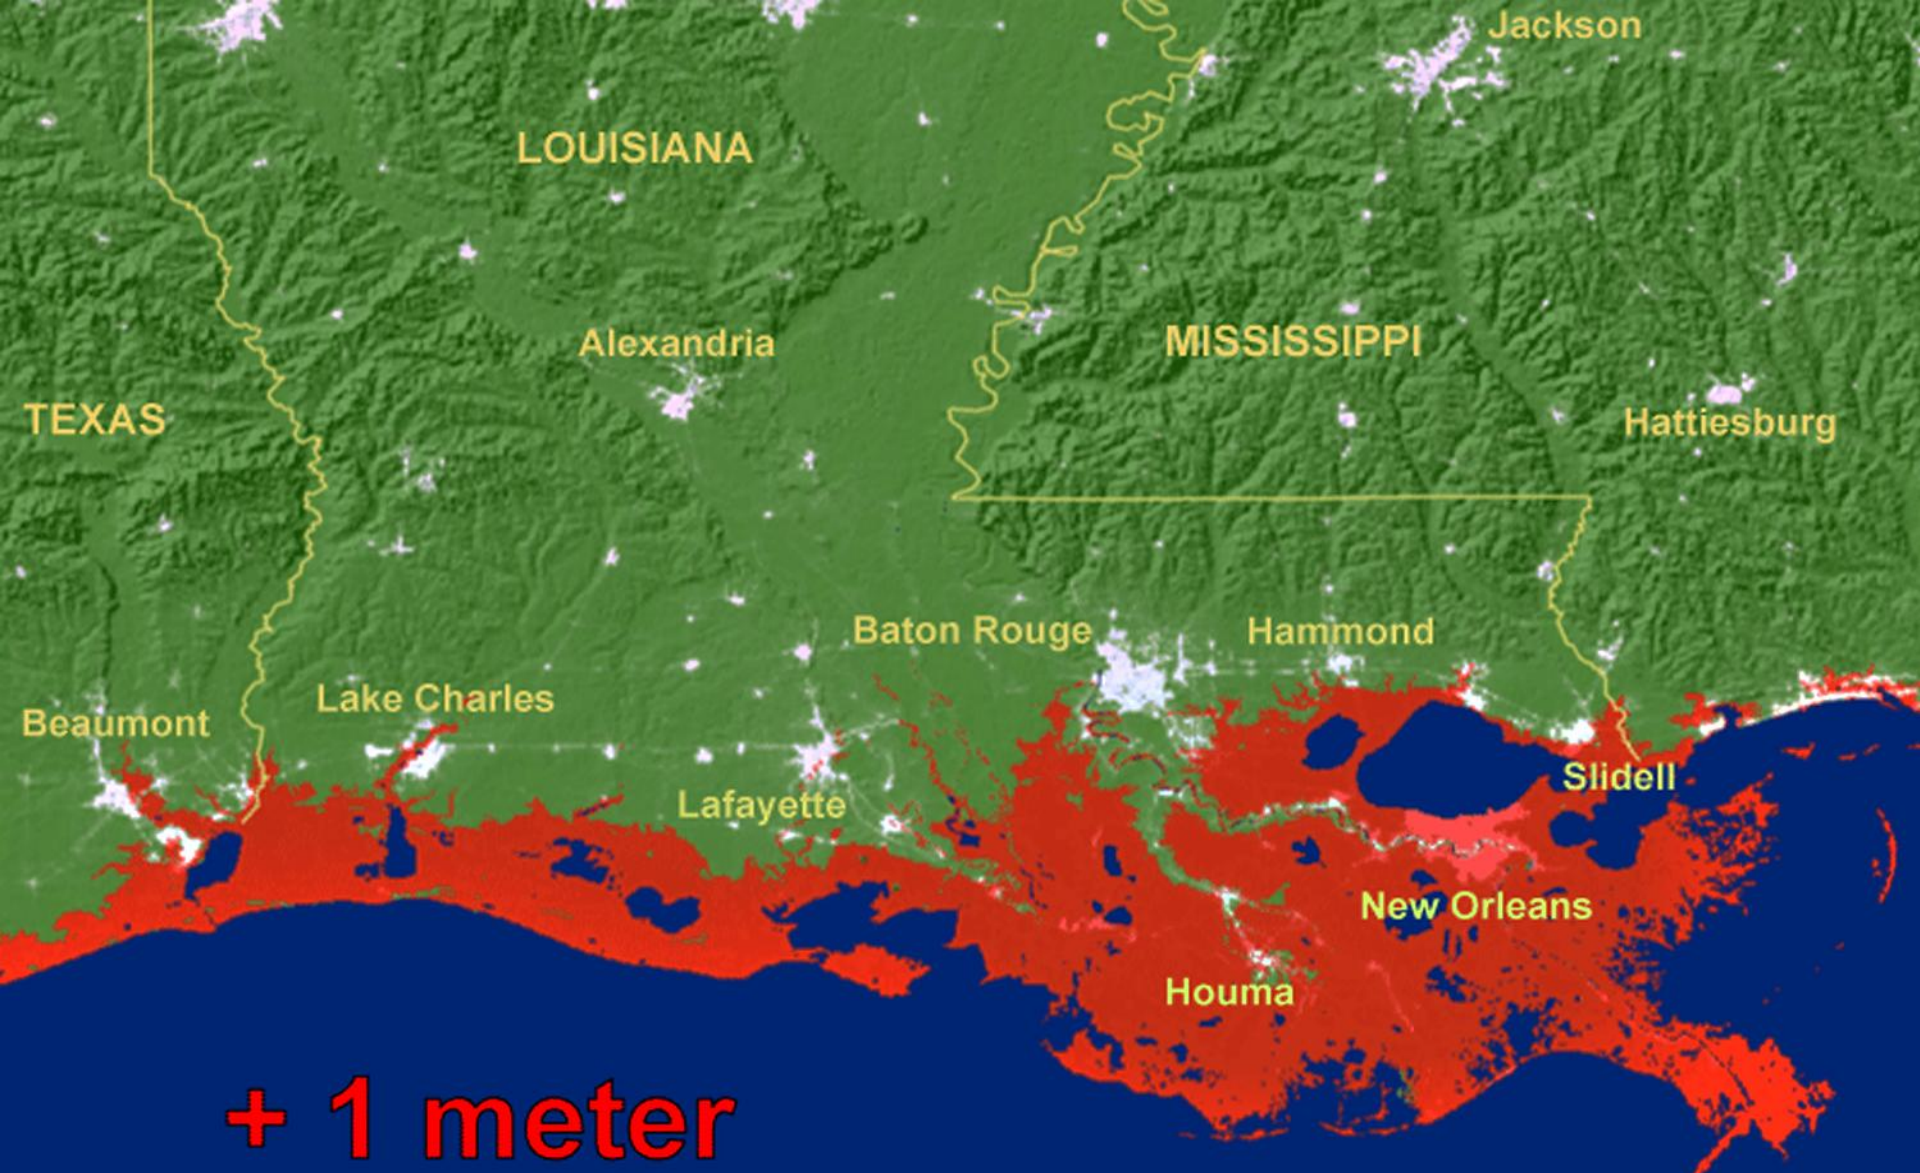 Jackson
LOUISIANA
Alexandria
MISSISSIPPI
TEXAS
Hattiesburg
Baton Rouge
Hammond
Lake Charles
Beaumont
Slidell
Lafayette
New Orleans
Houma
+ 1 meter